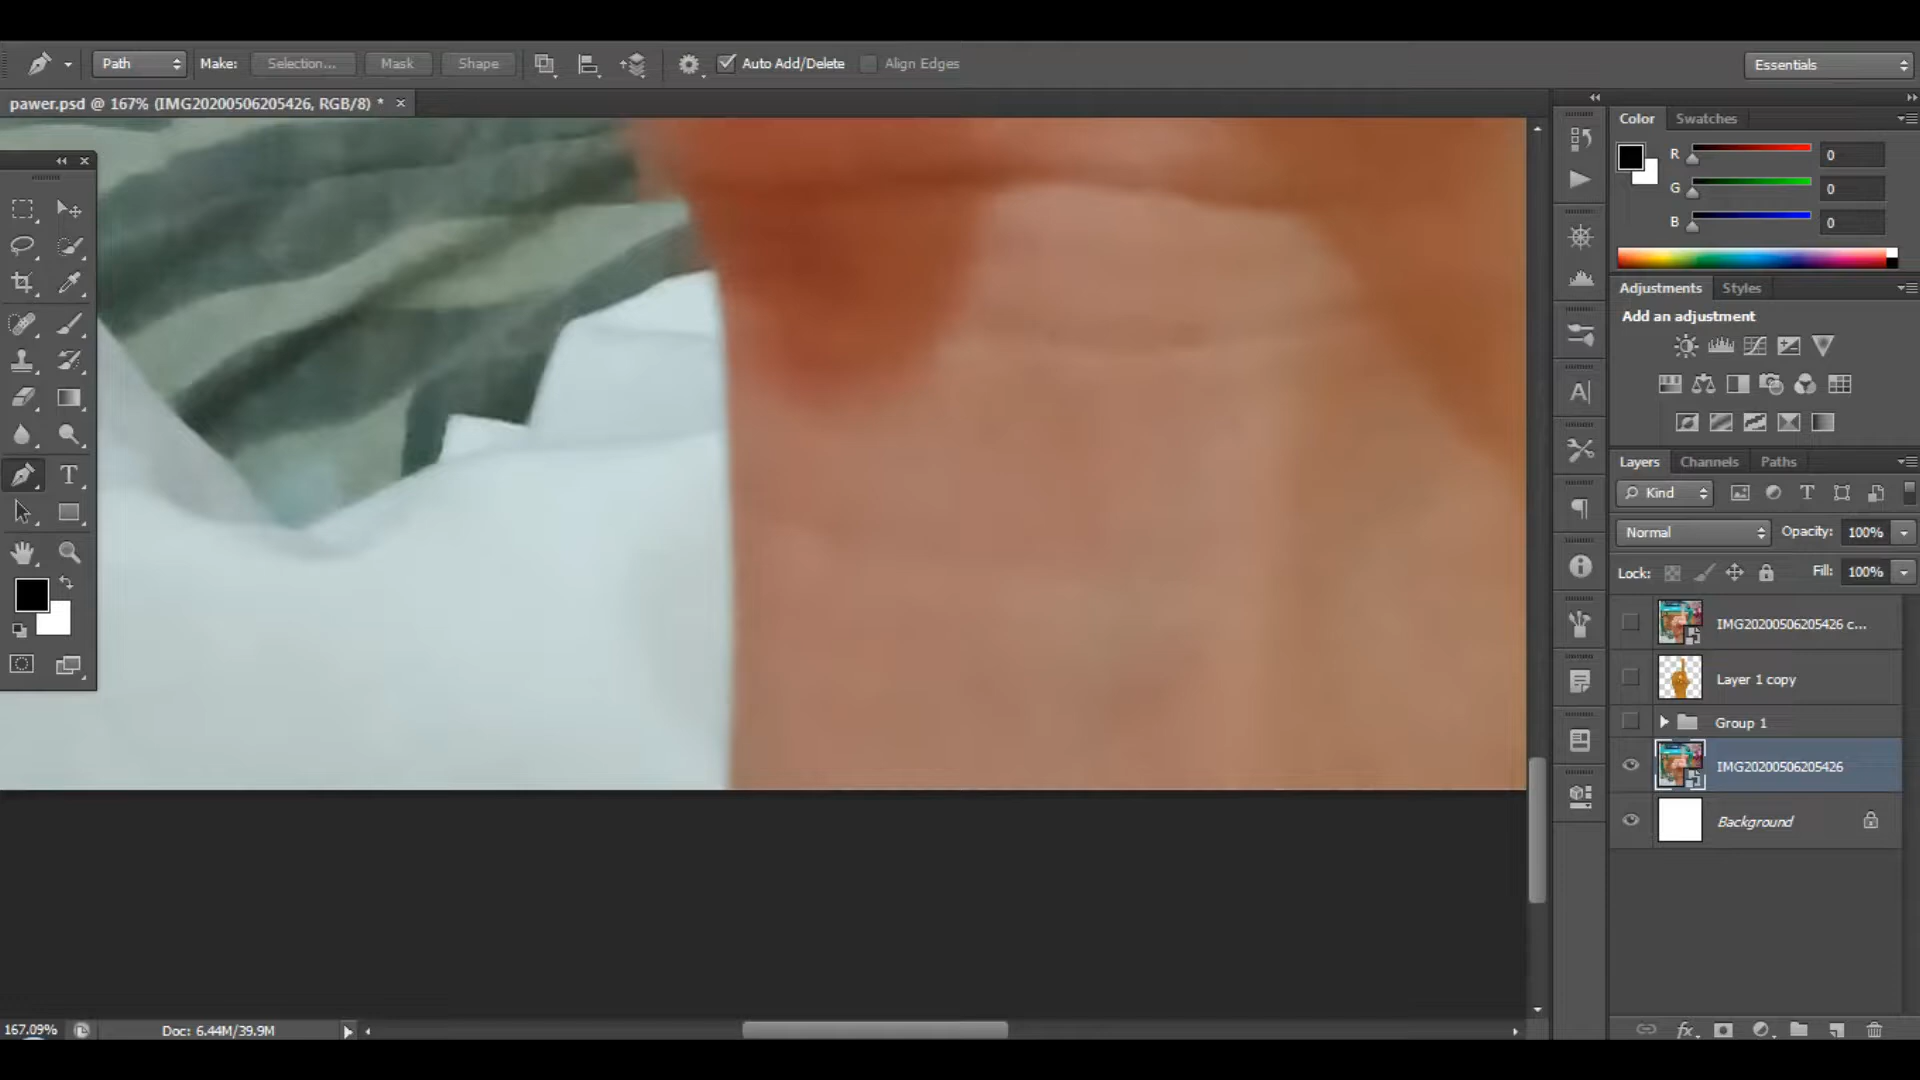 Path
Make:
Selection...
Mask
Shape
Auto Add/Delete
Align Edges
Essentials
pawer.psd @ 167% (IMG20200506205426, RGB/8) *
Color
Swatches
R
0
G
0
B
0
Adjustments
Styles
Add an adjustment
Layers
Channels
Paths
Kind
Normal
Opacity:
100%
Lock:
Fill:
100%
IMG20200506205426 c...
Layer 1 copy
Group 1
IMG20200506205426
Background
167.09%
Doc: 6.44M/39.9M